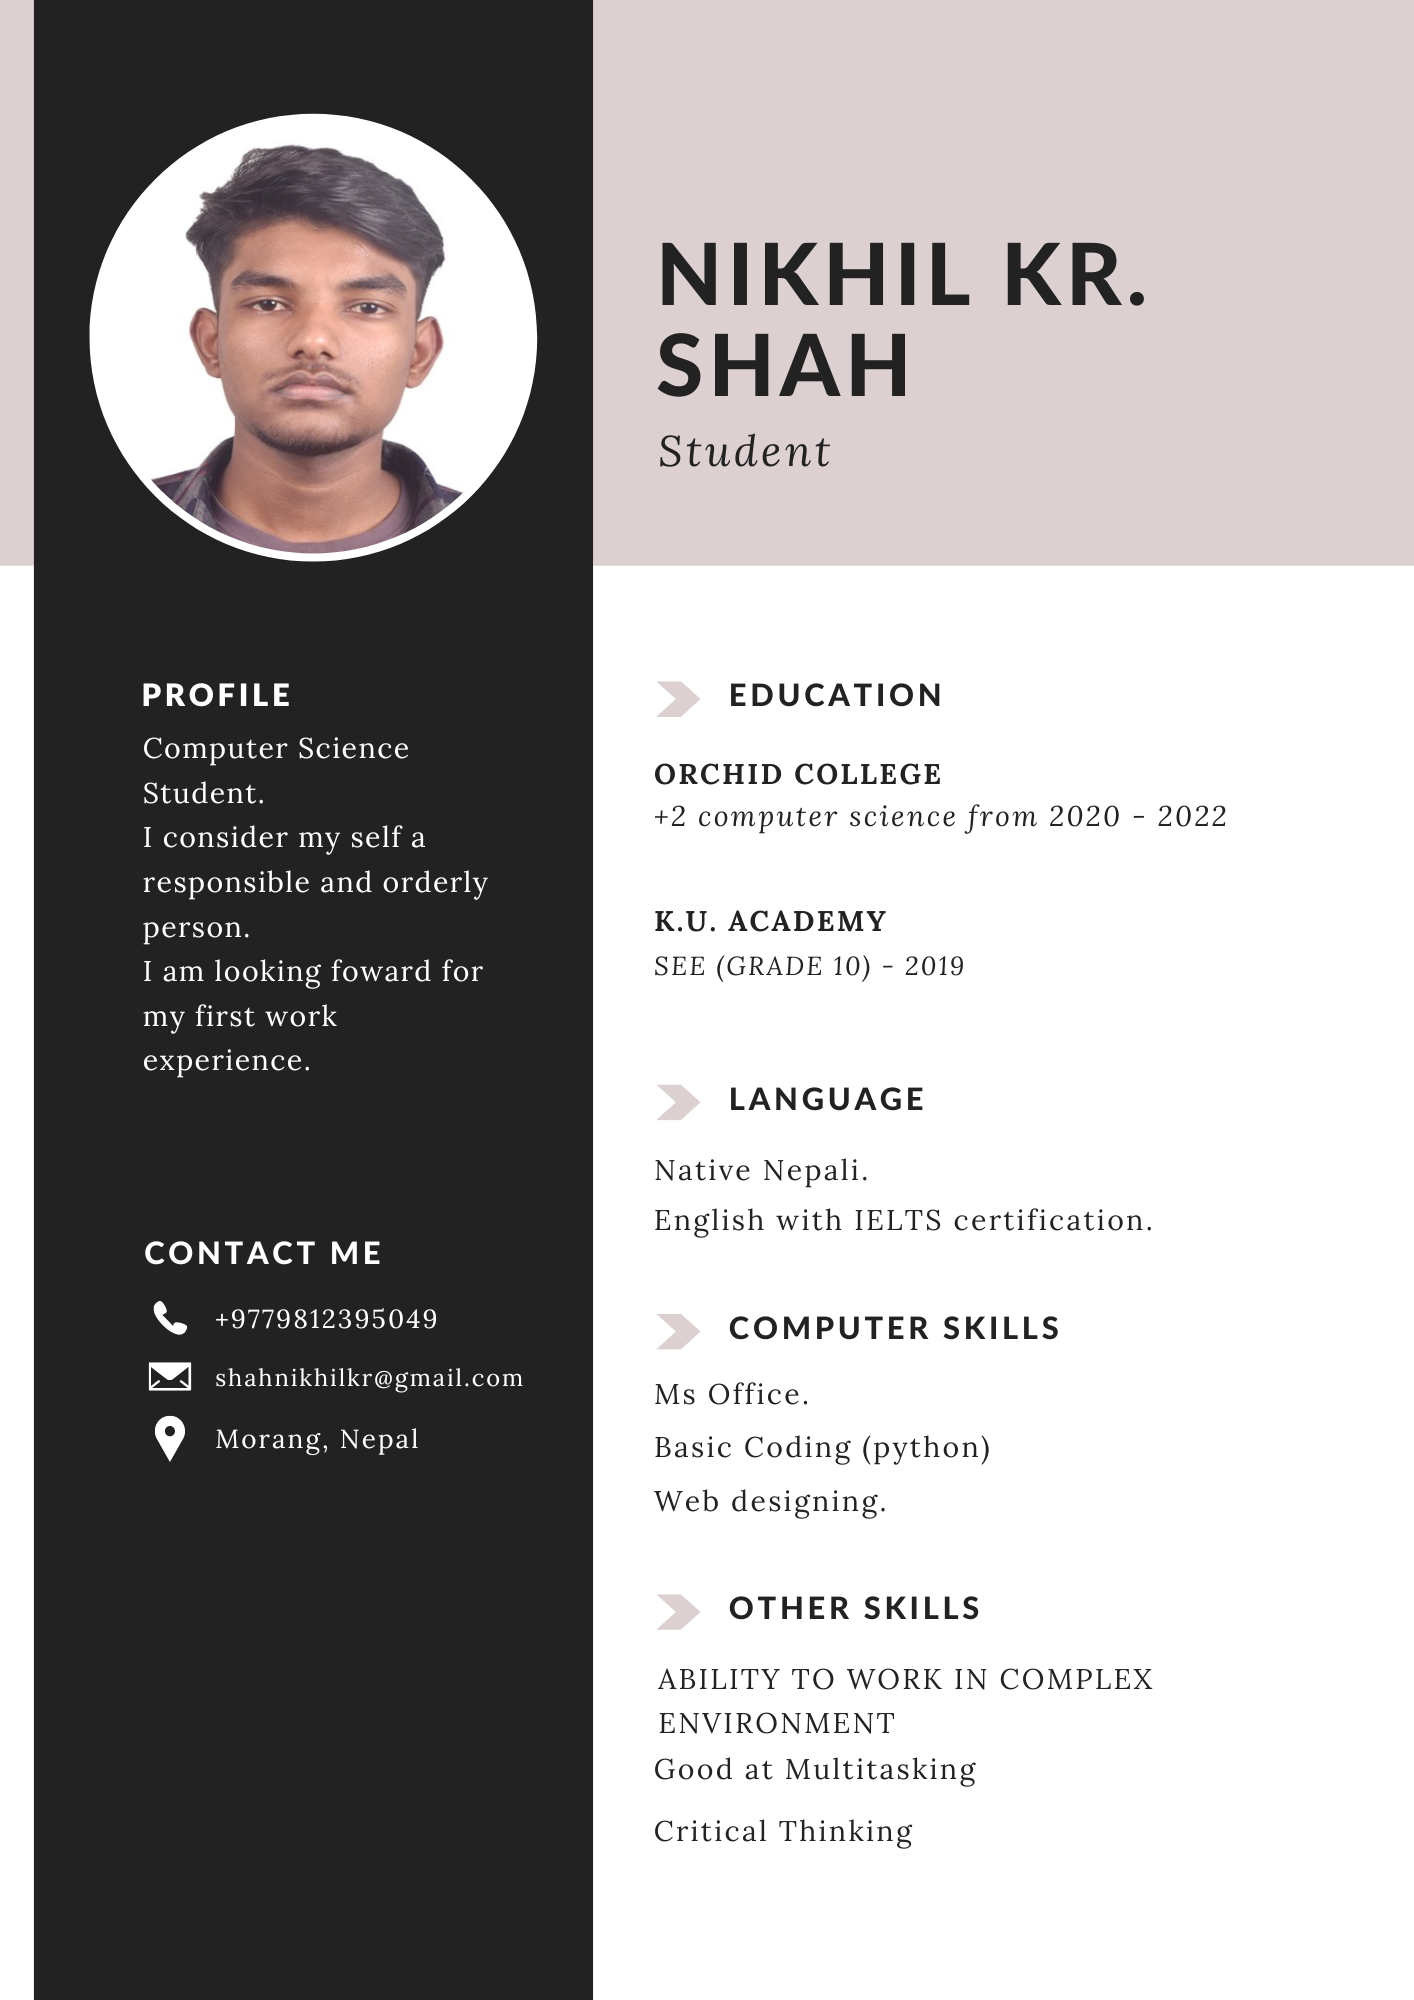 NIKHIL KR.
SHAH
Student
PROFILE
Computer Science
Student.
I consider my self a
responsible and orderly
person.
I am looking foward for
my first work
experience.
CONTACT ME
+9779812395049
shahnikhilkr@gmail.com
Morang, Nepal
EDUCATION
ORCHID COLLEGE
+2 computer science from 2020 - 2022
K.U. ACADEMY
SEE (GRADE 10) - 2019
LANGUAGE
Native Nepali.
English with IELTS certification.
COMPUTER SKILLS
Ms Office.
Basic Coding (python)
Web designing.
OTHER SKILLS
ABILITY TO WORK IN COMPLEX
ENVIRONMENT
Good at Multitasking
Critical Thinking